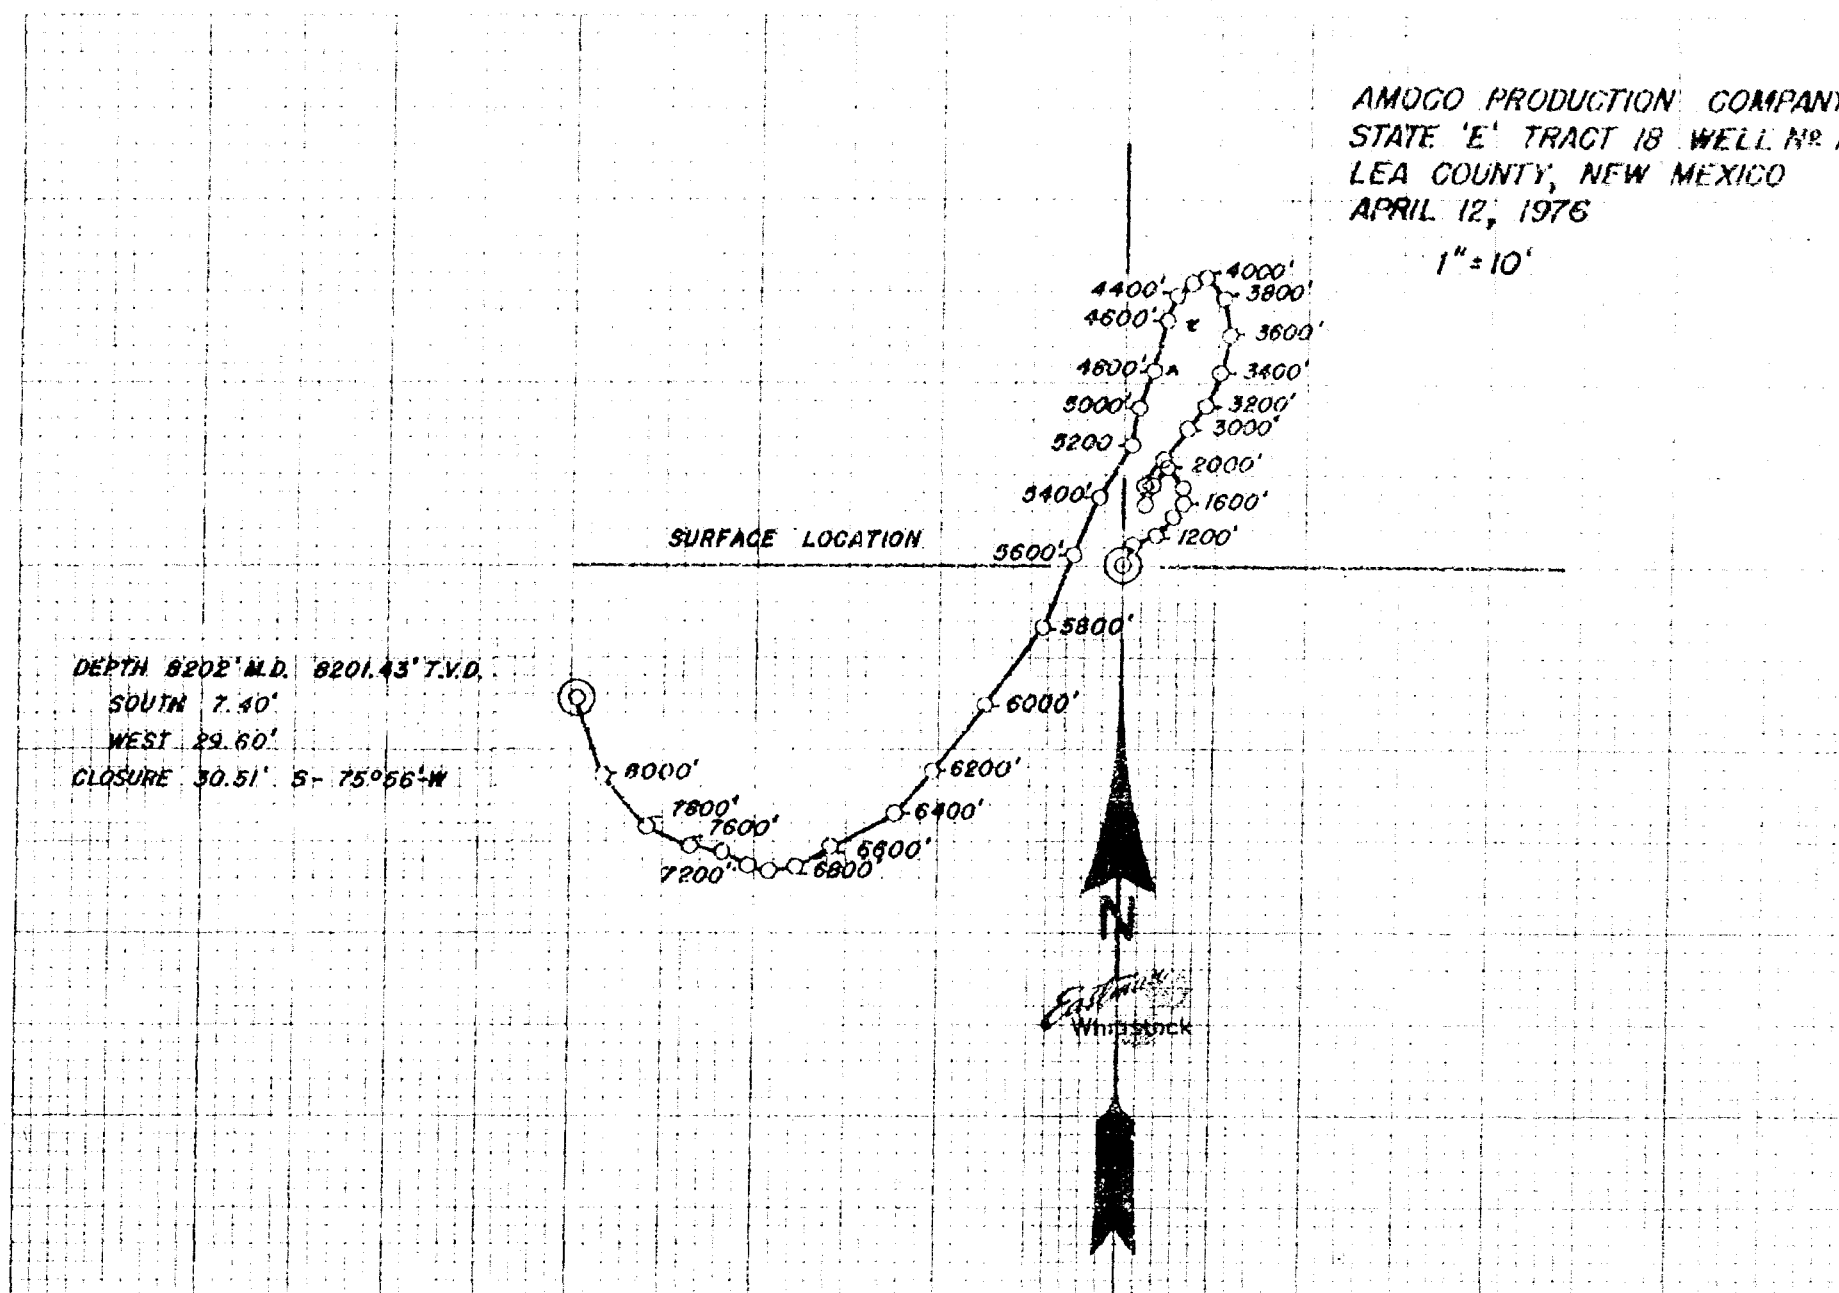 AMOCO PRODUCTION COMPANY
STATE 'E' TRACT 18 WELL Nº
LEA COUNTY, NEW MEXICO
APRIL 12, 1976
1"=10'
4000'
4400'
3800'
4600'
3600'
4800'
3400'
5000'
3200'
3000'
5200
2000'
5400'
1600'
1200'
SURFACE LOCATION
5600'
5800'
DEPTH 8202' M.D. 8201.43' T.V.D.
SOUTH 7.40'
WEST 29.60'
CLOSURE 30.51' S-75°56'-W
6000'
6200'
8000'
7800'
6400'
7600'
6600'
7200'
6800'
N
Eastman
Whipstock